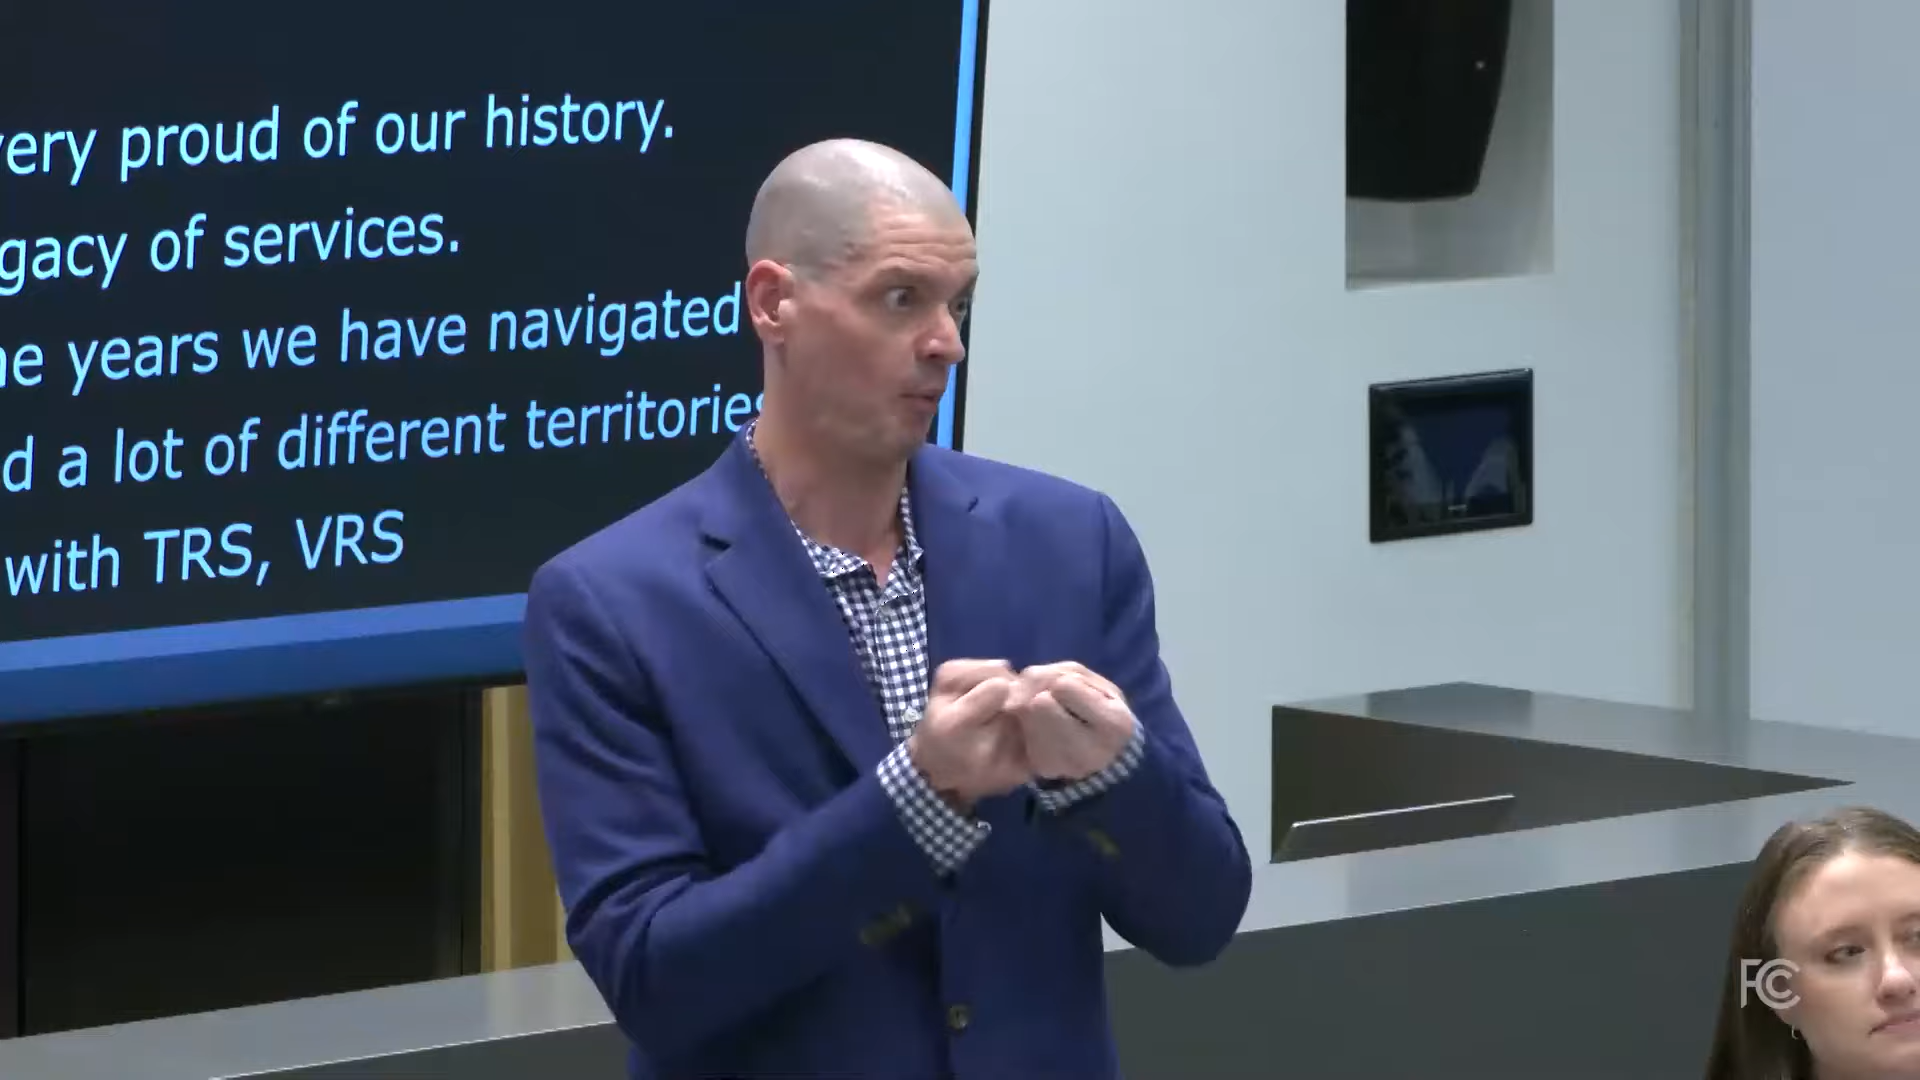 very proud of our history.
gacy of services.
he years we have navigated
d a lot of different territories
with TRS, VRS
FCC